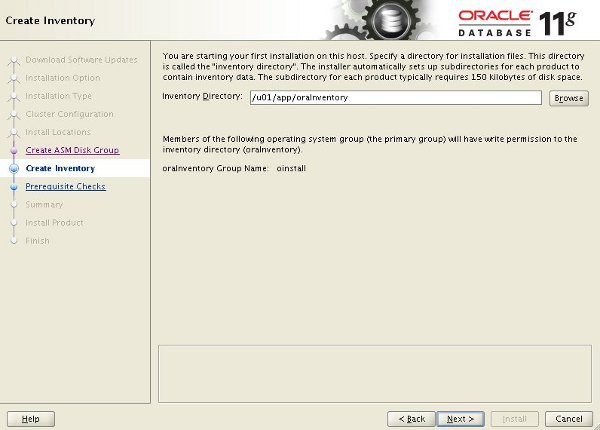 Create Inventory
ORACLE
DATABASE 11g
Download Software Updates
Installation Option
Installation Type
Cluster Configuration
Install Locations
Create ASM Disk Group
Create Inventory
Prerequisite Checks
Summary
Install Product
Finish
You are starting your first installation on this host. Specify a directory for installation files. This directory
is called the "inventory directory". The installer automatically sets up subdirectories for each product to
contain inventory data. The subdirectory for each product typically requires 150 kilobytes of disk space.
Inventory Directory: /u01/app/oraInventory Browse
Members of the following operating system group (the primary group) will have write permission to the
inventory directory (oraInventory).
oraInventory Group Name: oinstall
Help < Back Next > Install Cancel